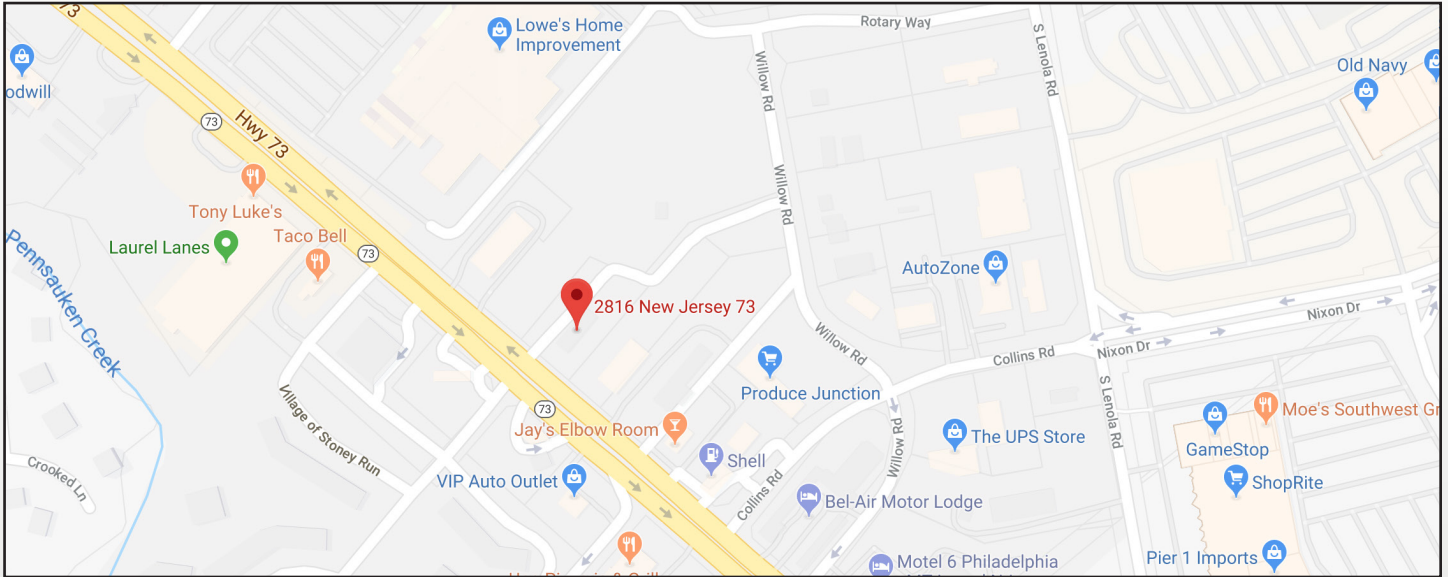 73
Lowe's Home
Improvement
Rotary Way
S Lenola Rd
Old Navy
odwill
Willow Rd
73
Hwy 73
Tony Luke's
Willow Rd
Laurel Lanes
Taco Bell
73
AutoZone
Pennsauken Creek
2816 New Jersey 73
Nixon Dr
Willow Rd
Collins Rd
Nixon Dr
Produce Junction
S Lenola Rd
Village of Stoney Run
73
Jay's Elbow Room
Willow Rd
Moe's Southwest Gr
The UPS Store
GameStop
Shell
Crooked Ln
VIP Auto Outlet
ShopRite
Collins Rd
Bel-Air Motor Lodge
Pier 1 Imports
Motel 6 Philadelphia